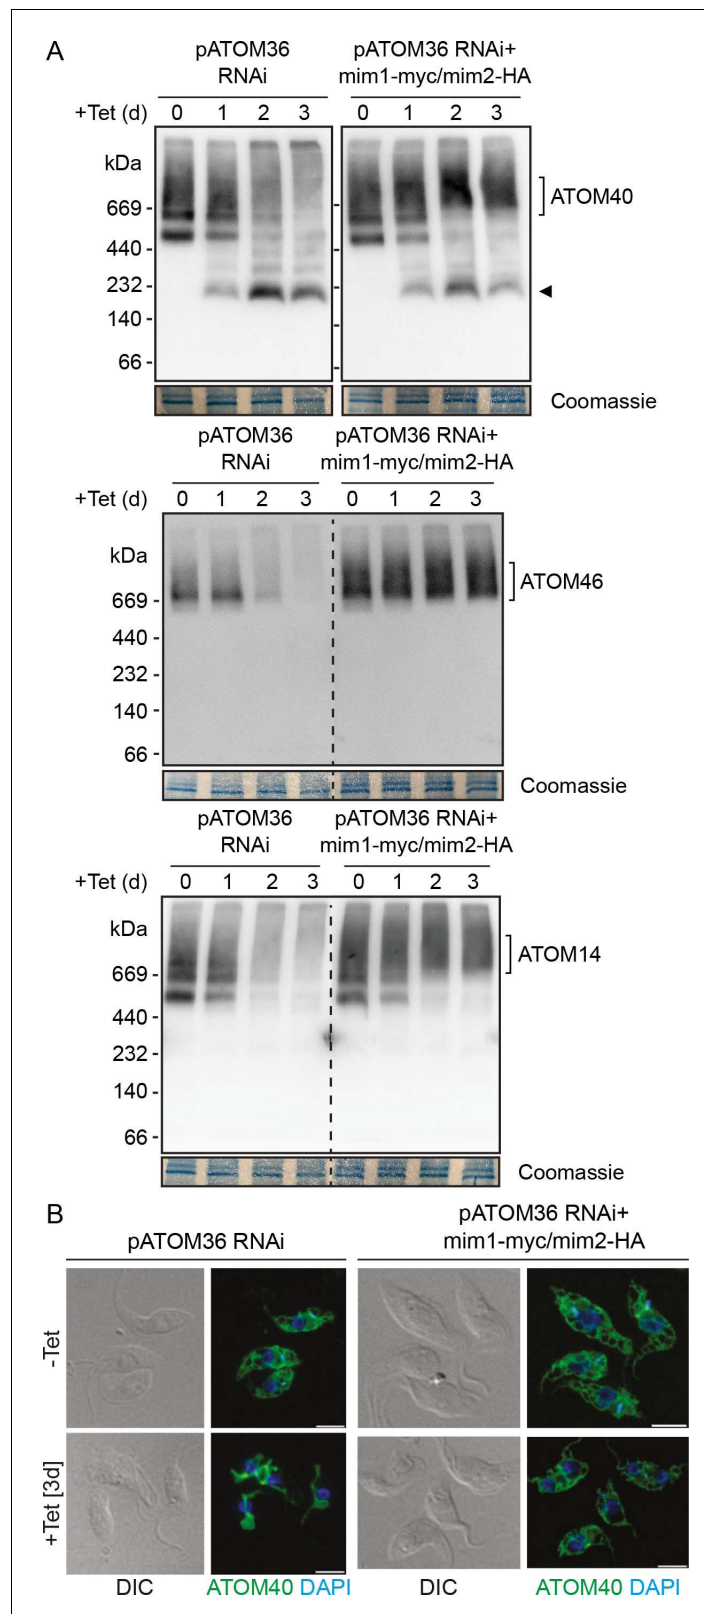 A
pATOM36 RNAi
pATOM36 RNAi+ mim1-myc/mim2-HA
+Tet (d) 0 1 2 3 0 1 2 3
kDa
669
440
232
140
66
ATOM40
Coomassie
pATOM36 RNAi
pATOM36 RNAi+ mim1-myc/mim2-HA
+Tet (d) 0 1 2 3 0 1 2 3
kDa
669
440
232
140
66
ATOM46
Coomassie
pATOM36 RNAi
pATOM36 RNAi+ mim1-myc/mim2-HA
+Tet (d) 0 1 2 3 0 1 2 3
kDa
669
440
232
140
66
ATOM14
Coomassie
B
pATOM36 RNAi
pATOM36 RNAi+ mim1-myc/mim2-HA
-Tet
+Tet [3d]
DIC ATOM40 DAPI DIC ATOM40 DAPI